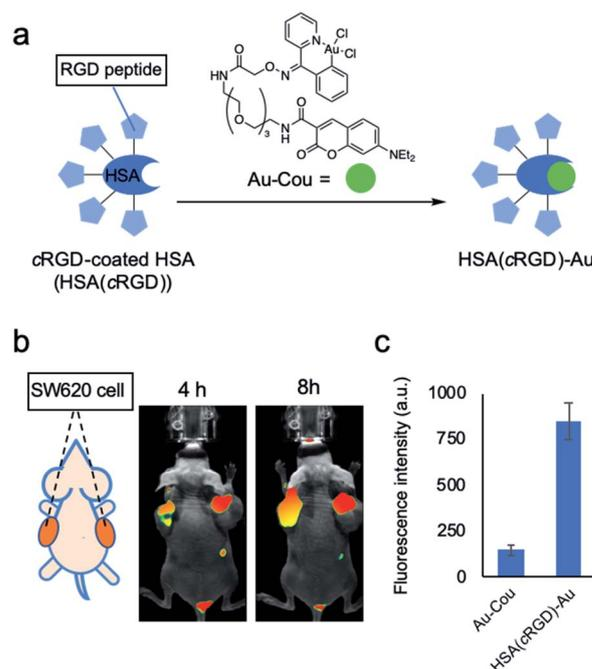 a
RGD peptide
HSA
cRGD-coated HSA
(HSA(cRGD))
N
Au
Cl
Cl
O
O
N
HN
O
3
N
H
O
O
O
NEt₂
Au-Cou =
HSA(cRGD)-Au
b
SW620 cell
4 h
8h
c
Fluorescence intensity (a.u.)
1000
750
500
250
0
Au-Cou
HSA(cRGD)-Au